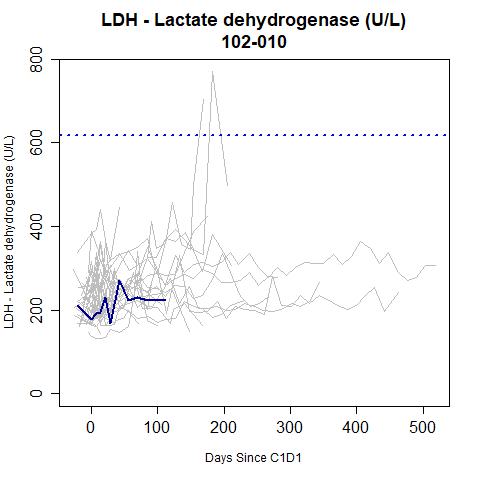 LDH - Lactate dehydrogenase (U/L)
102-010
LDH - Lactate dehydrogenase (U/L)
800
600
400
200
0
0 100 200 300 400 500
Days Since C1D1